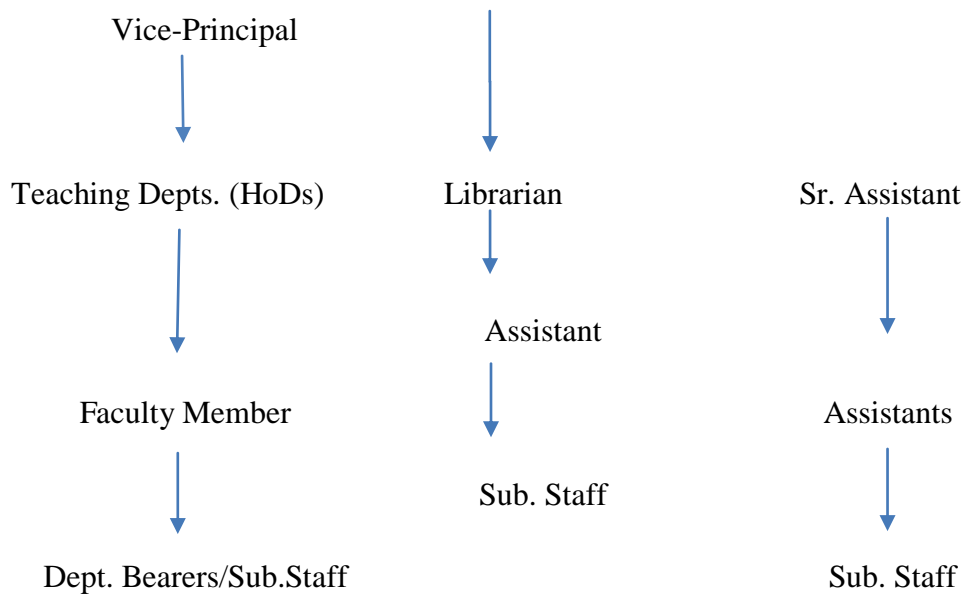 Vice-Principal
Teaching Depts. (HoDs) Librarian Sr. Assistant
Assistant
Faculty Member Assistants
Sub. Staff
Dept. Bearers/Sub.Staff Sub. Staff